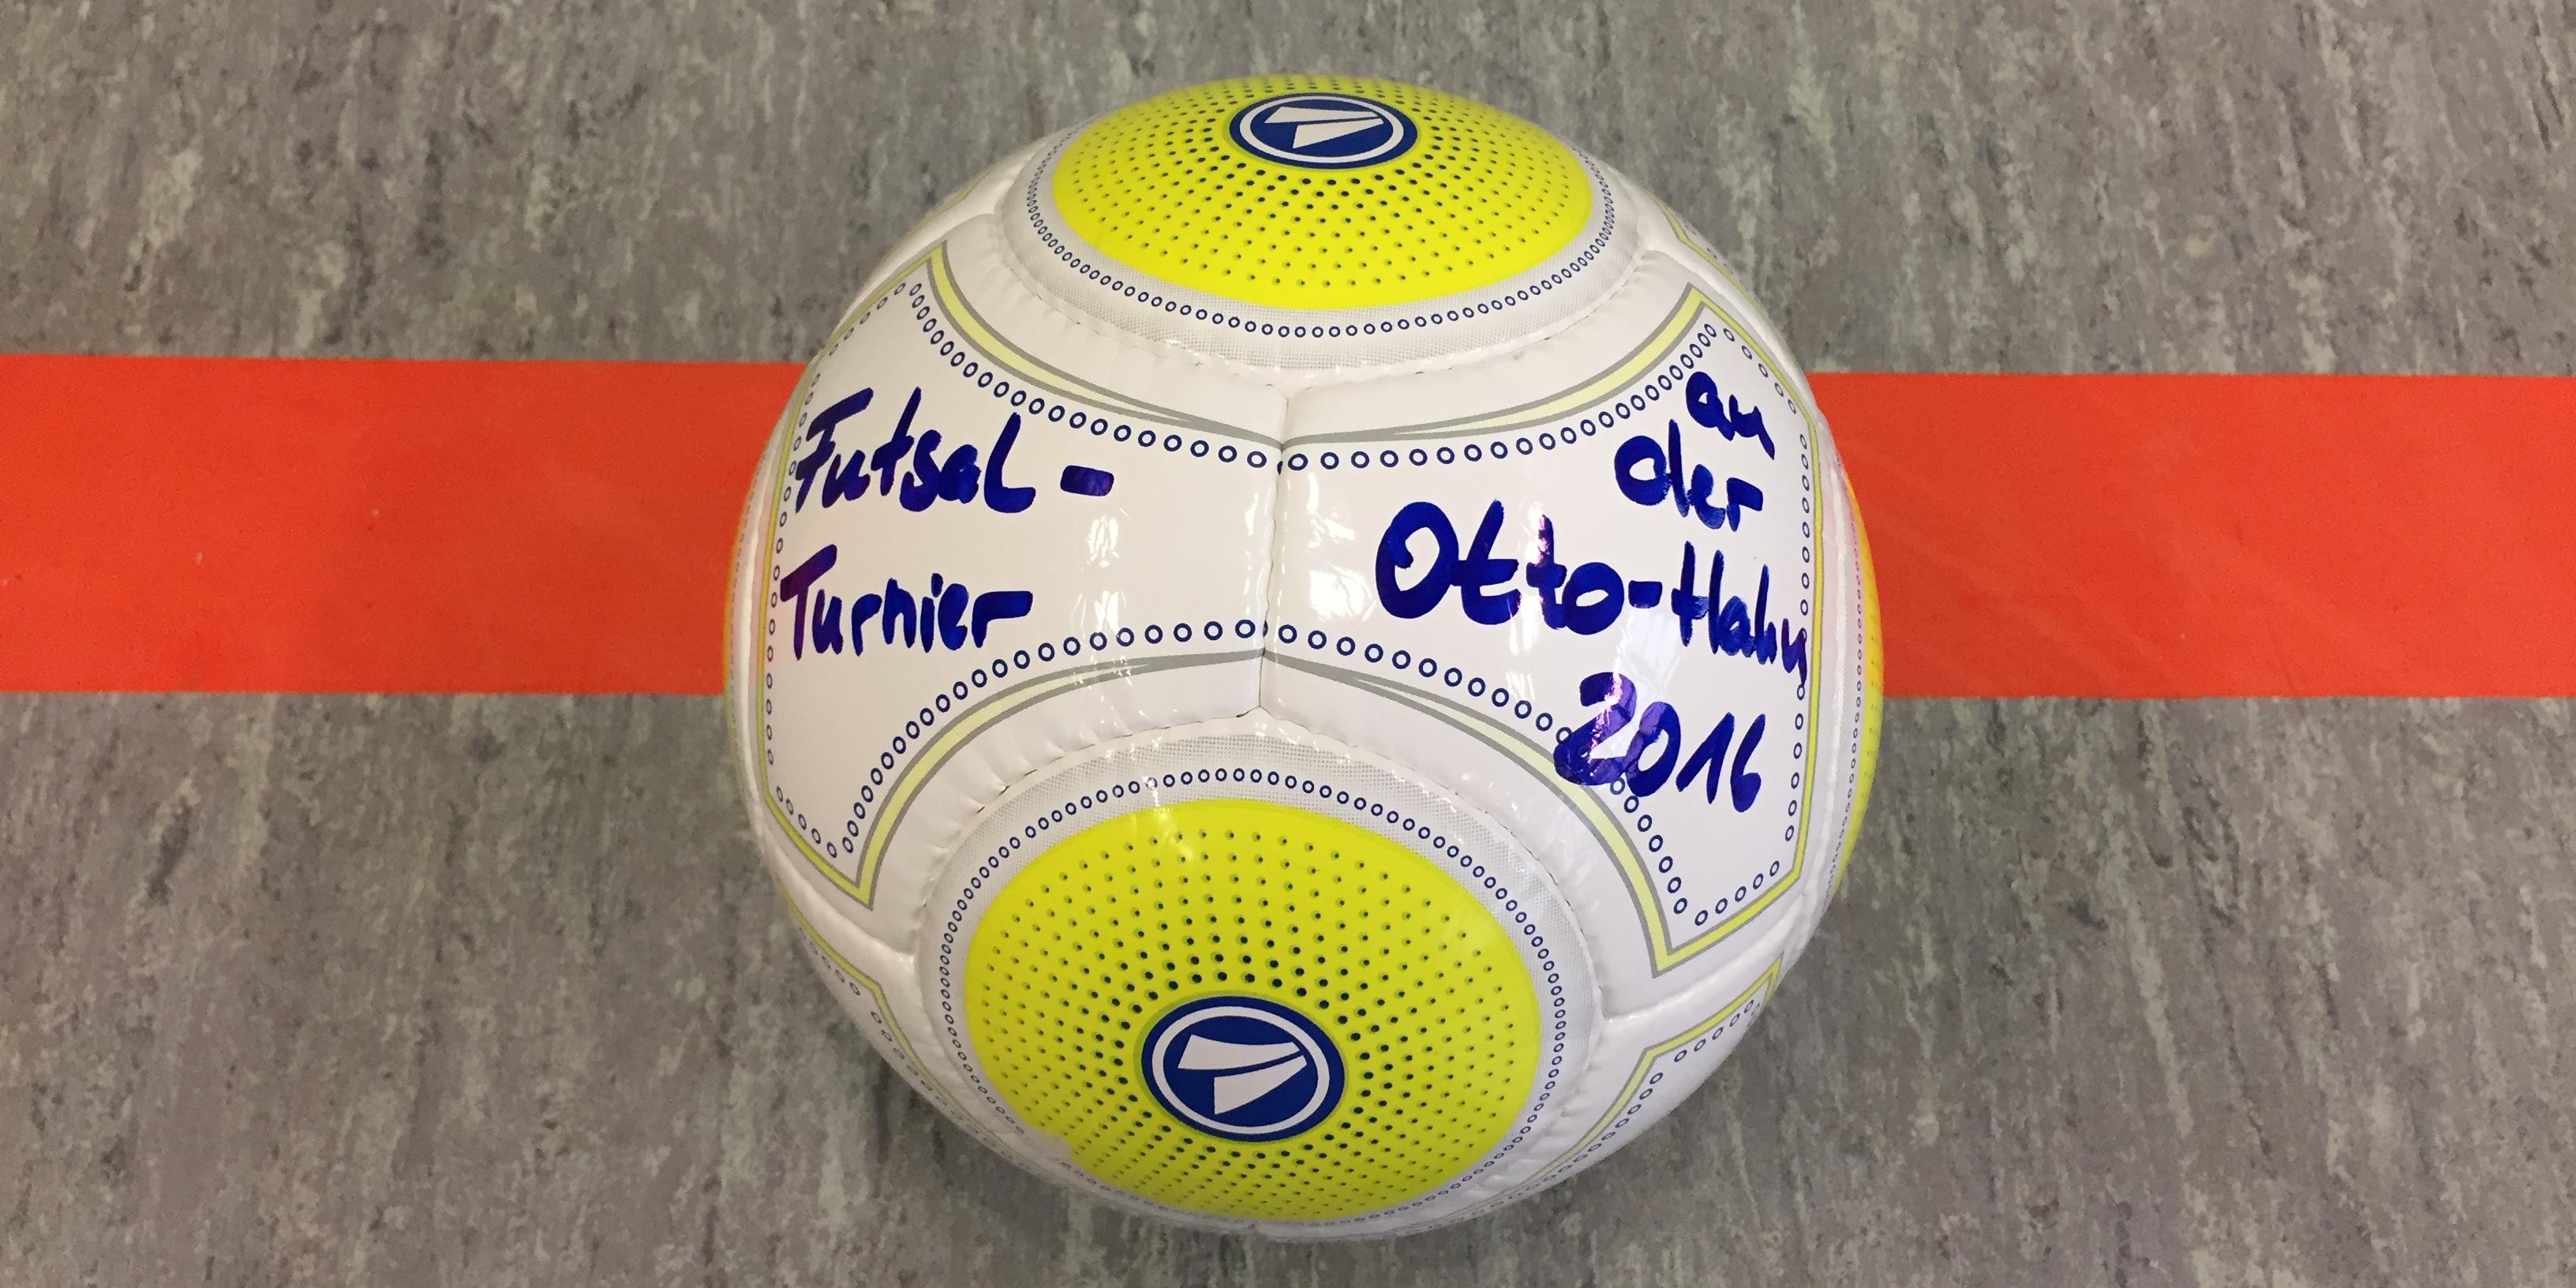 Futsal-
Turnier
an
der
Otto-Hahn
2016